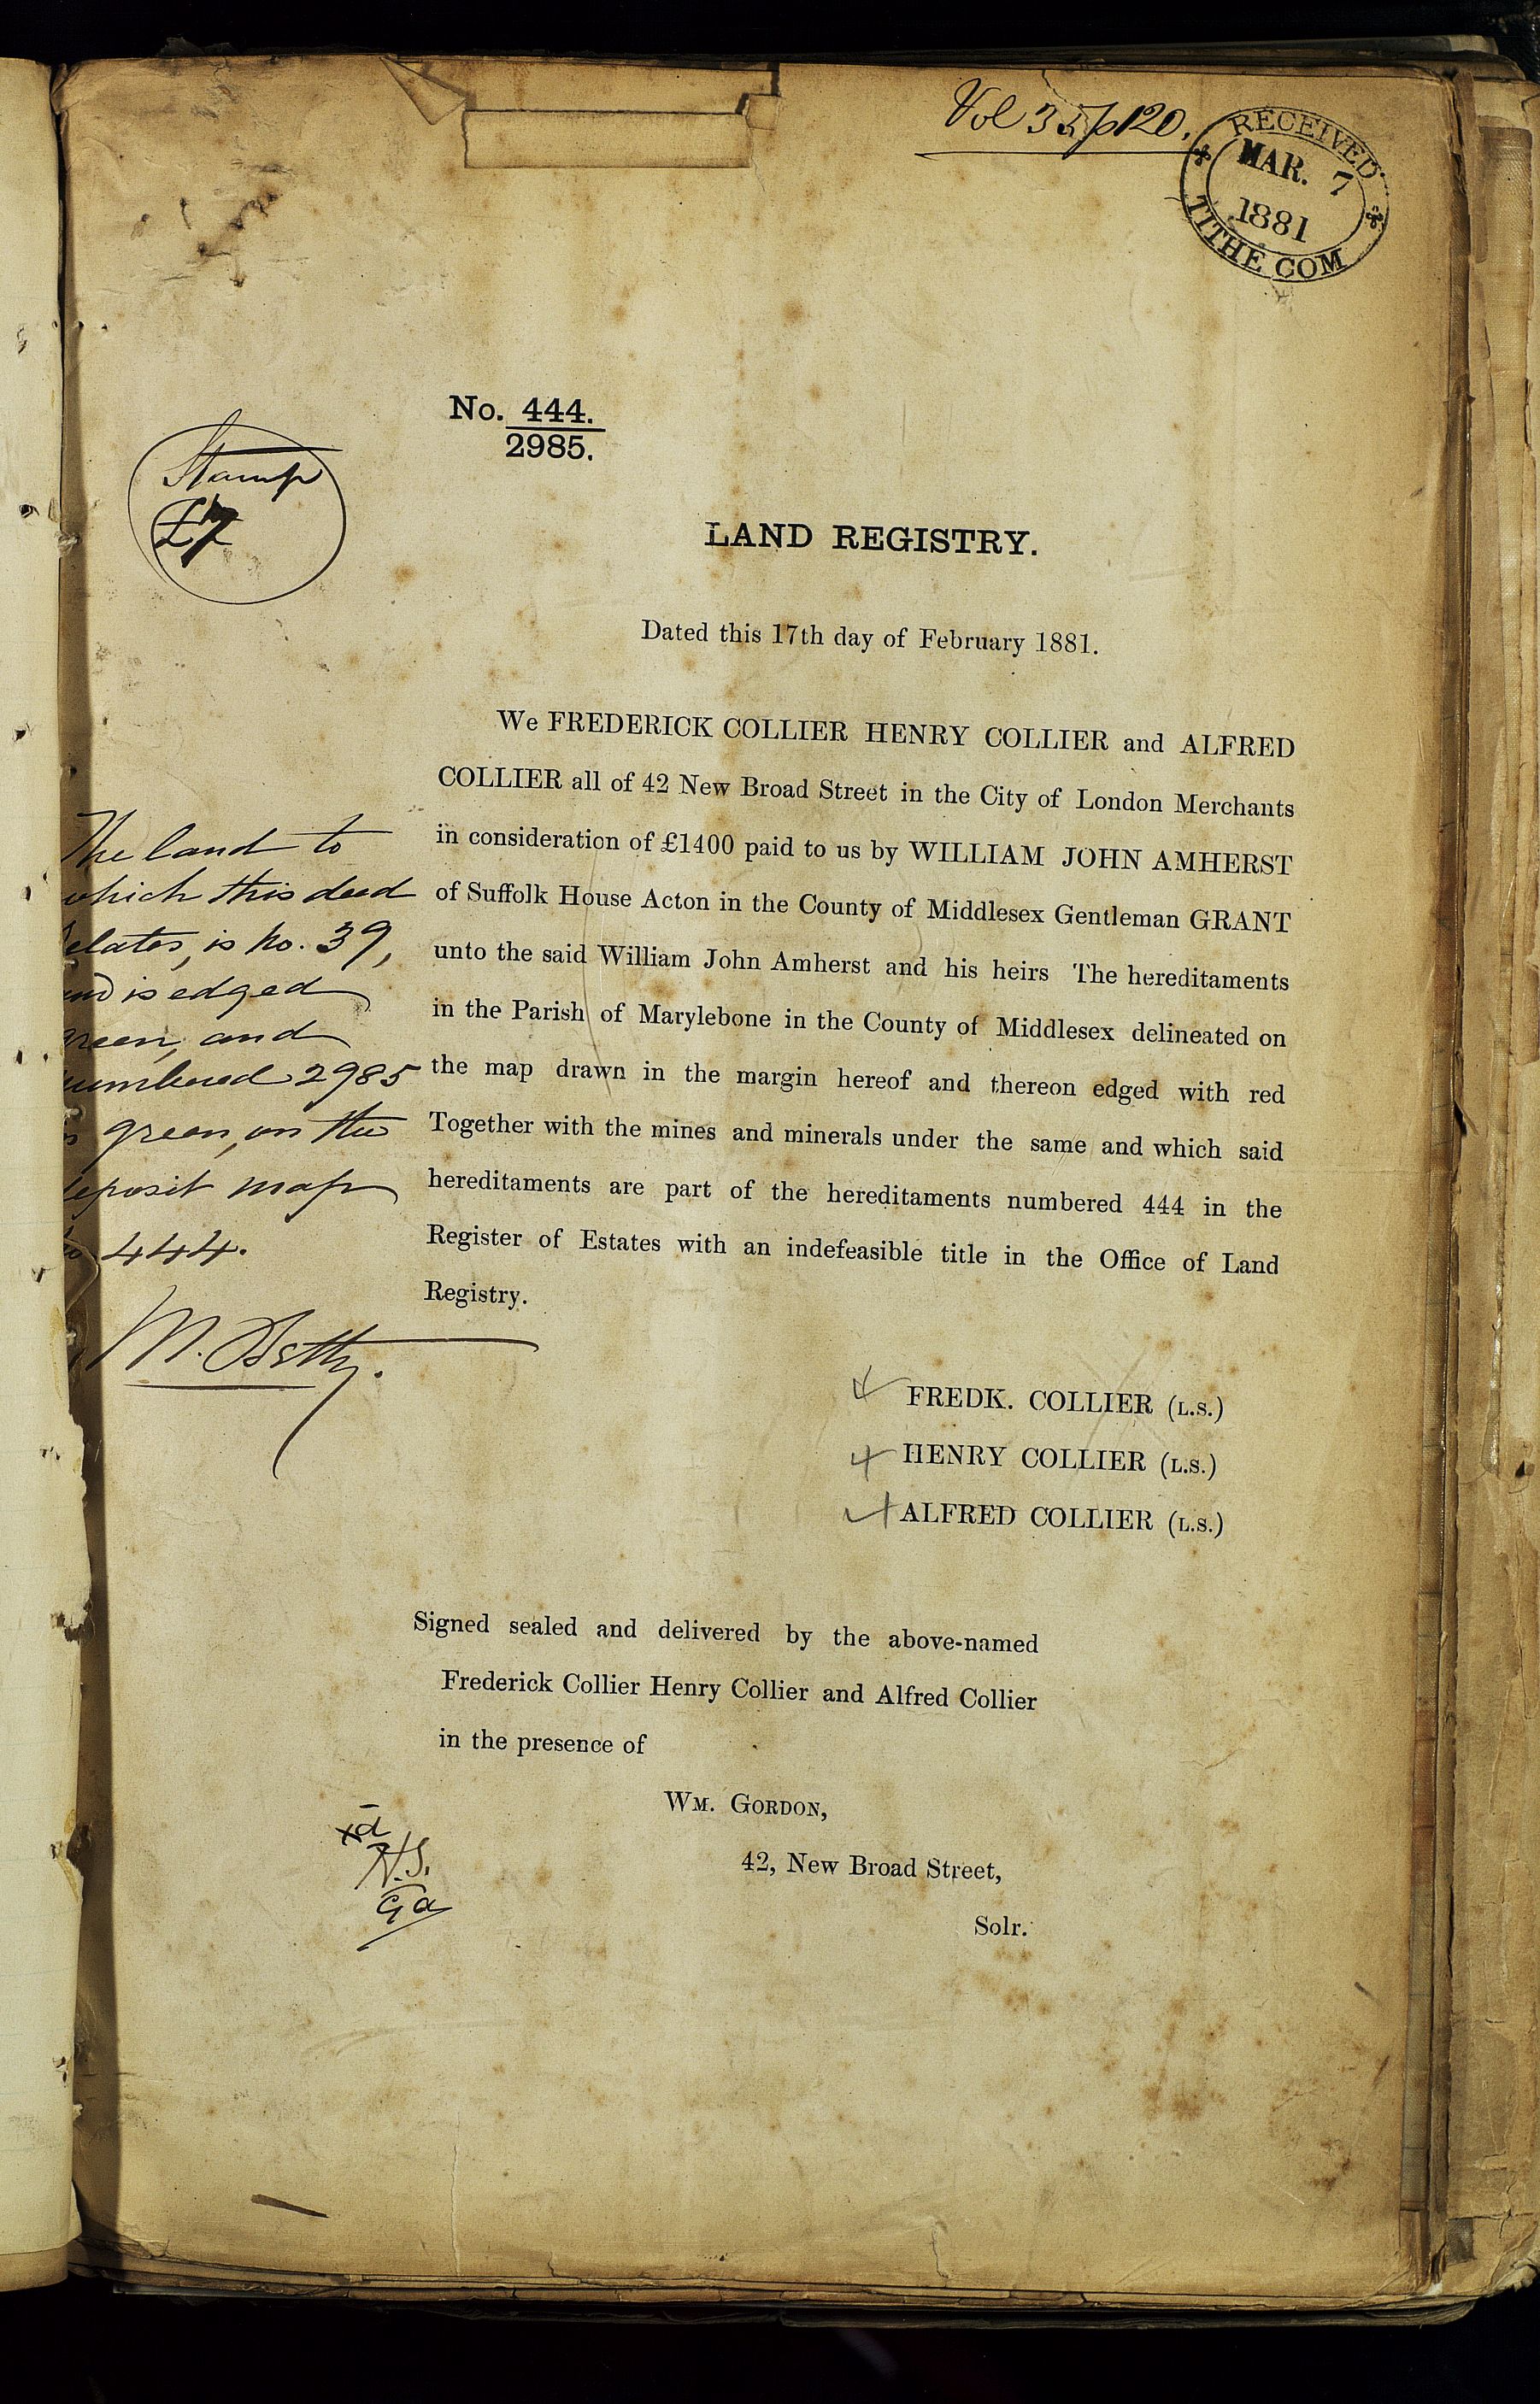 Vol 35 p 120.
RECEIVED
MAR. 7
1881
TITHE COM
No. 444.
2985.
Stamp
£7
LAND REGISTRY.
Dated this 17th day of February 1881.
We FREDERICK COLLIER HENRY COLLIER and ALFRED
COLLIER all of 42 New Broad Street in the City of London Merchants
in consideration of £1400 paid to us by WILLIAM JOHN AMHERST
of Suffolk House Acton in the County of Middlesex Gentleman GRANT
unto the said William John Amherst and his heirs The hereditaments
in the Parish of Marylebone in the County of Middlesex delineated on
the map drawn in the margin hereof and thereon edged with red
Together with the mines and minerals under the same and which said
hereditaments are part of the hereditaments numbered 444 in the
Register of Estates with an indefeasible title in the Office of Land
Registry.
The land to
which this deed
relates, is No. 39,
and is edged
green, and
numbered 2985
green, on the
deposit map
444.
FREDK. COLLIER (L.S.)
HENRY COLLIER (L.S.)
ALFRED COLLIER (L.S.)
Signed sealed and delivered by the above-named
Frederick Collier Henry Collier and Alfred Collier
in the presence of
WM. GORDON,
42, New Broad Street,
Solr.
xd
H.S.
Ga